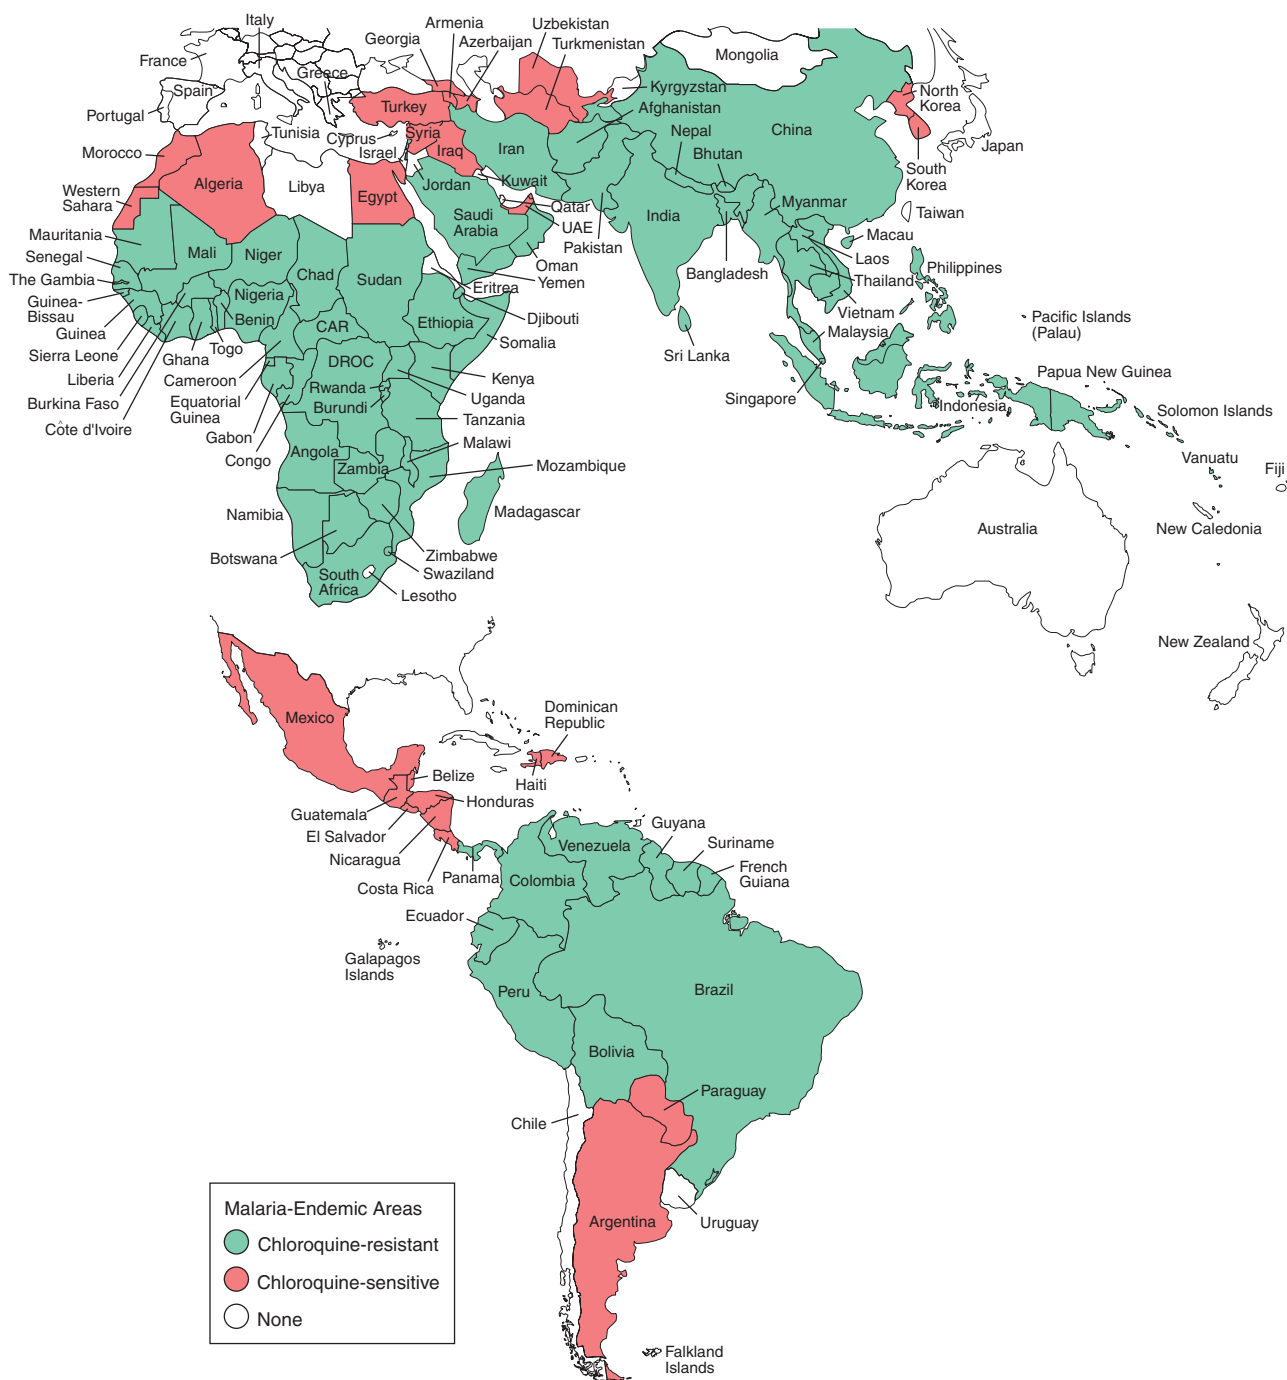 Italy
Armenia
Uzbekistan
Georgia
Azerbaijan
Turkmenistan
Mongolia
France
Greece
Kyrgyzstan
Spain
Afghanistan
North
Korea
Portugal
Turkey
Nepal
China
Tunisia
Cyprus
Syria
Iran
Bhutan
Japan
Morocco
Israel
Iraq
South
Korea
Algeria
Libya
Egypt
Jordan
Kuwait
Western
Sahara
Qatar
India
Myanmar
Taiwan
Saudi
Arabia
UAE
Mauritania
Pakistan
Macau
Mali
Niger
Laos
Senegal
Chad
Sudan
Oman
Bangladesh
Philippines
The Gambia
Yemen
Thailand
Eritrea
Guinea-
Bissau
Nigeria
Vietnam
Benin
Djibouti
Pacific Islands
(Palau)
Guinea
CAR
Ethiopia
Malaysia
Sierra Leone
Togo
Somalia
Sri Lanka
Ghana
DROC
Liberia
Cameroon
Kenya
Papua New Guinea
Rwanda
Uganda
Burkina Faso
Equatorial
Guinea
Burundi
Singapore
Indonesia
Solomon Islands
Côte d'Ivoire
Tanzania
Gabon
Malawi
Angola
Congo
Zambia
Mozambique
Vanuatu
Fiji
Namibia
Madagascar
Australia
New Caledonia
Botswana
Zimbabwe
Swaziland
South
Africa
Lesotho
New Zealand
Dominican
Republic
Mexico
Belize
Haiti
Honduras
Guatemala
El Salvador
Guyana
Suriname
Nicaragua
Venezuela
French
Guiana
Costa Rica
Panama
Colombia
Ecuador
Galapagos
Islands
Peru
Brazil
Bolivia
Paraguay
Chile
Malaria-Endemic Areas
Argentina
Uruguay
Chloroquine-resistant
Chloroquine-sensitive
None
Falkland
Islands